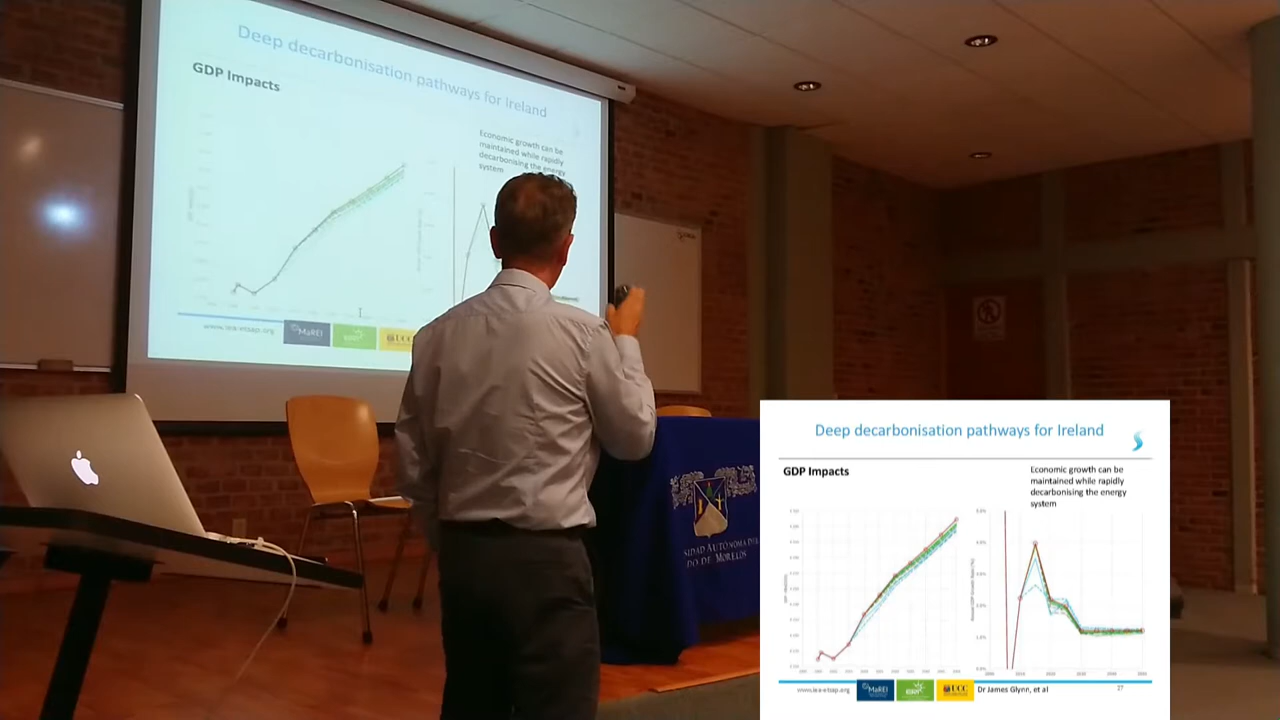 Deep decarbonisation pathways for Ireland
GDP Impacts
Economic growth can be
maintained while rapidly
decarbonising the energy
system
www.iea-etsap.org
MaREI
ESRI
UCC
SIDAD AUTÓNOMA DEL
DO DE MORELOS
Deep decarbonisation pathways for Ireland
GDP Impacts
Economic growth can be
maintained while rapidly
decarbonising the energy
system
www.iea-etsap.org
MaREI
ESRI
UCC
Dr James Glynn, et al
27